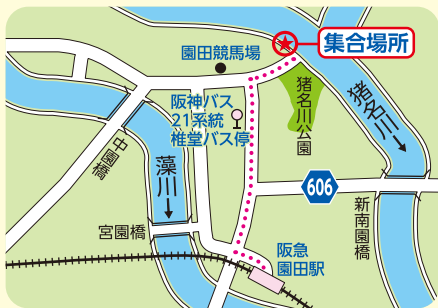 集合場所
園田競馬場
阪神バス
21系統
椎堂バス停
猪名川公園
猪名川
中園橋
藻川
606
新南園橋
宮園橋
阪急
園田駅